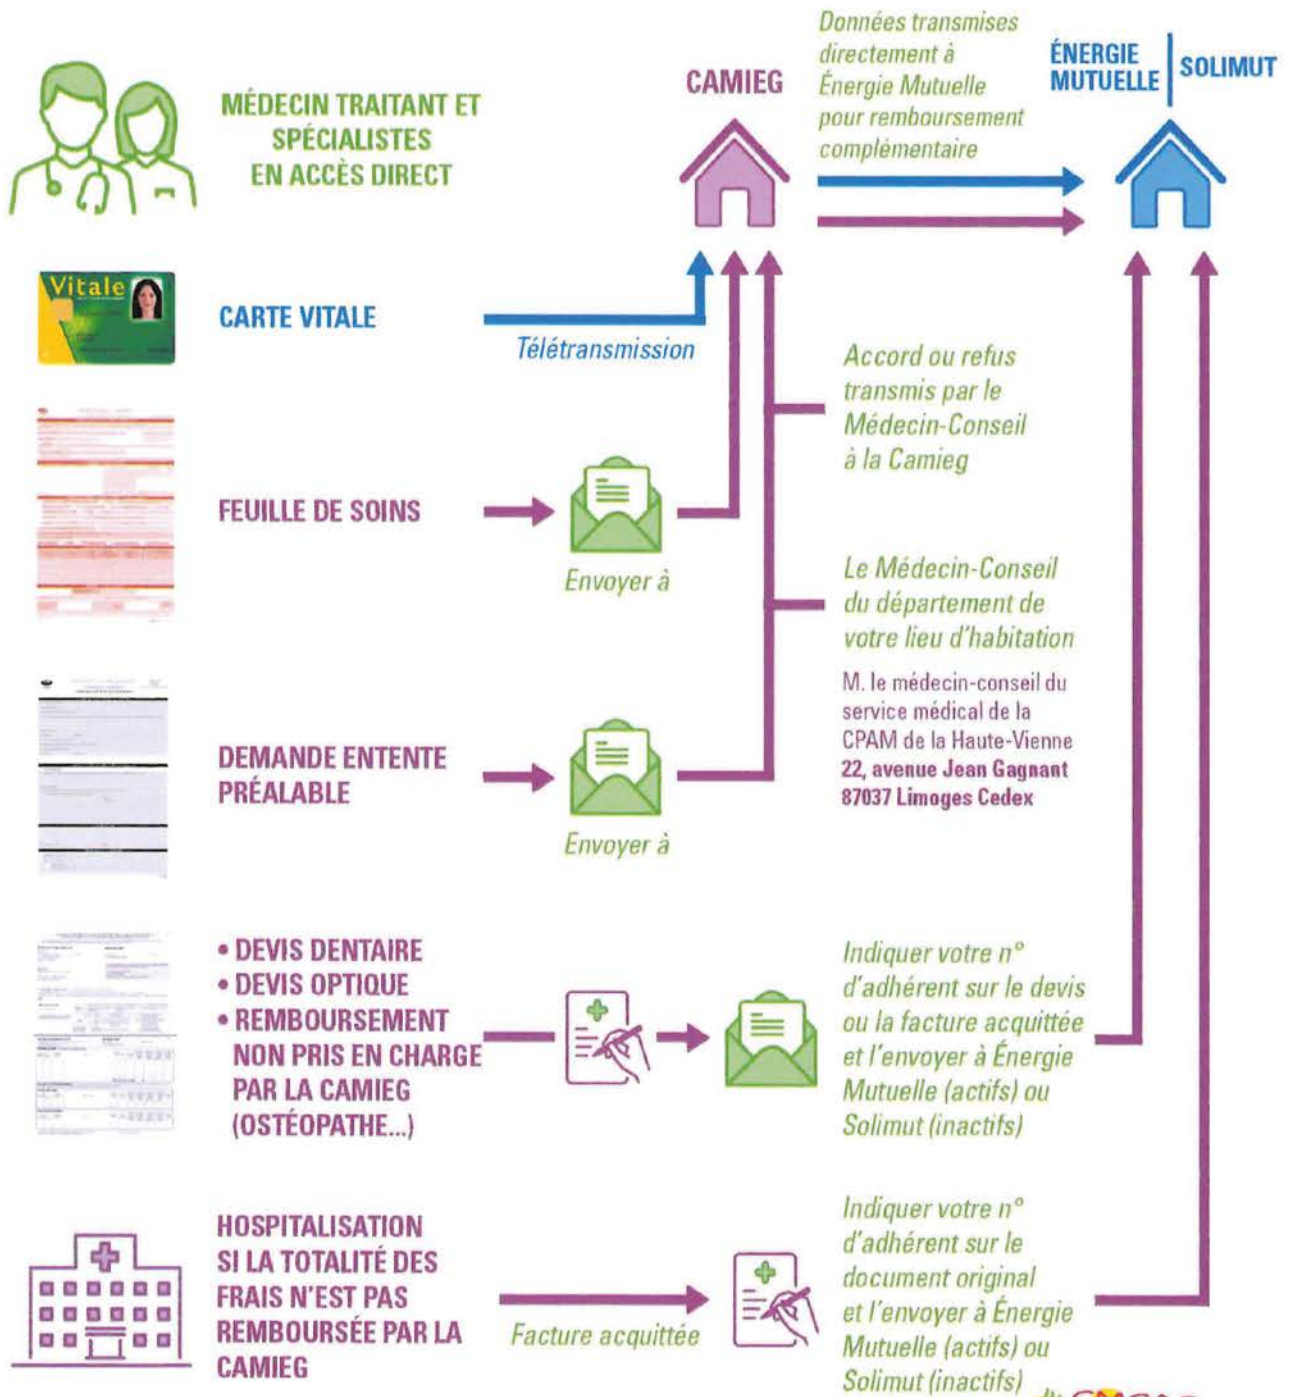 Données transmises
directement à
Énergie Mutuelle
pour remboursement
complémentaire
CAMIEG
ÉNERGIE
MUTUELLE
SOLIMUT
MÉDECIN TRAITANT ET
SPÉCIALISTES
EN ACCÈS DIRECT
Vitale
CARTE VITALE
Télétransmission
Accord ou refus
transmis par le
Médecin-Conseil
à la Camieg
FEUILLE DE SOINS
Envoyer à
Le Médecin-Conseil
du département de
votre lieu d'habitation
M. le médecin-conseil du
service médical de la
CPAM de la Haute-Vienne
22, avenue Jean Gagnant
87037 Limoges Cedex
DEMANDE ENTENTE
PRÉALABLE
Envoyer à
• DEVIS DENTAIRE
• DEVIS OPTIQUE
• REMBOURSEMENT
NON PRIS EN CHARGE
PAR LA CAMIEG
(OSTÉOPATHE...)
Indiquer votre n°
d'adhérent sur le devis
ou la facture acquittée
et l'envoyer à Énergie
Mutuelle (actifs) ou
Solimut (inactifs)
HOSPITALISATION
SI LA TOTALITÉ DES
FRAIS N'EST PAS
REMBOURSÉE PAR LA
CAMIEG
Facture acquittée
Indiquer votre n°
d'adhérent sur le
document original
et l'envoyer à Énergie
Mutuelle (actifs) ou
Solimut (inactifs)